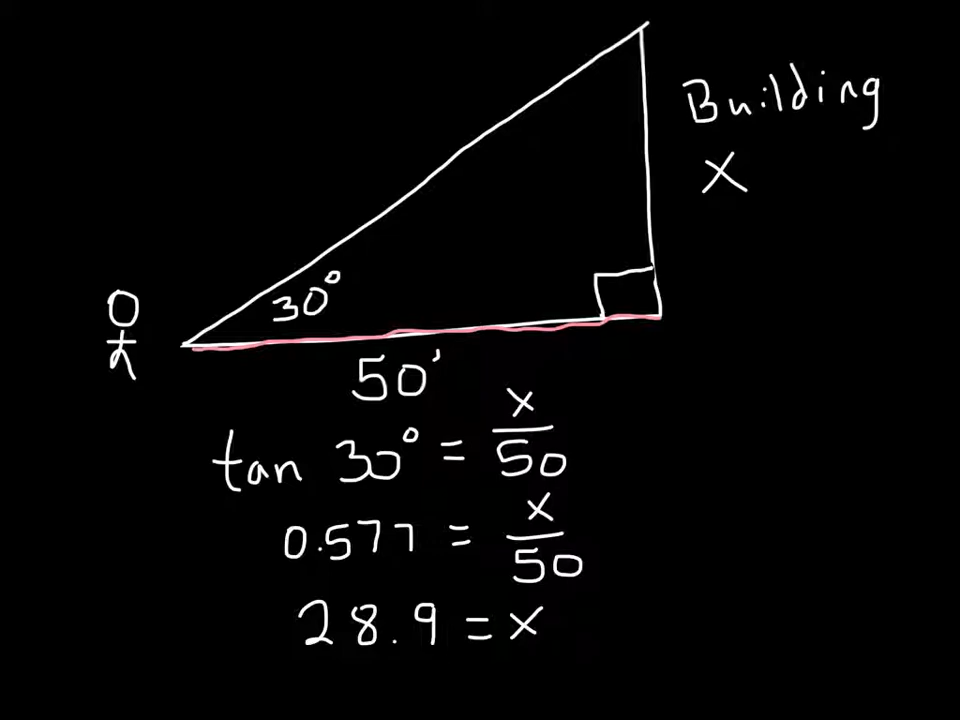 Building
X
30°
50'
tan 30° = x/50
0.577 = x/50
28.9 = x